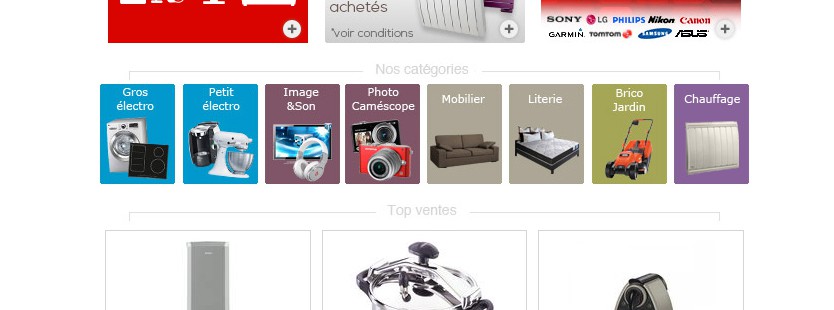 achetés
*voir conditions
SONY LG PHILIPS Nikon Canon
GARMIN. TOMTOM SAMSUNG ASUS
Nos catégories
Gros
électro
Petit
électro
Image
&Son
Photo
Caméscope
Mobilier
Literie
Brico
Jardin
Chauffage
Top ventes